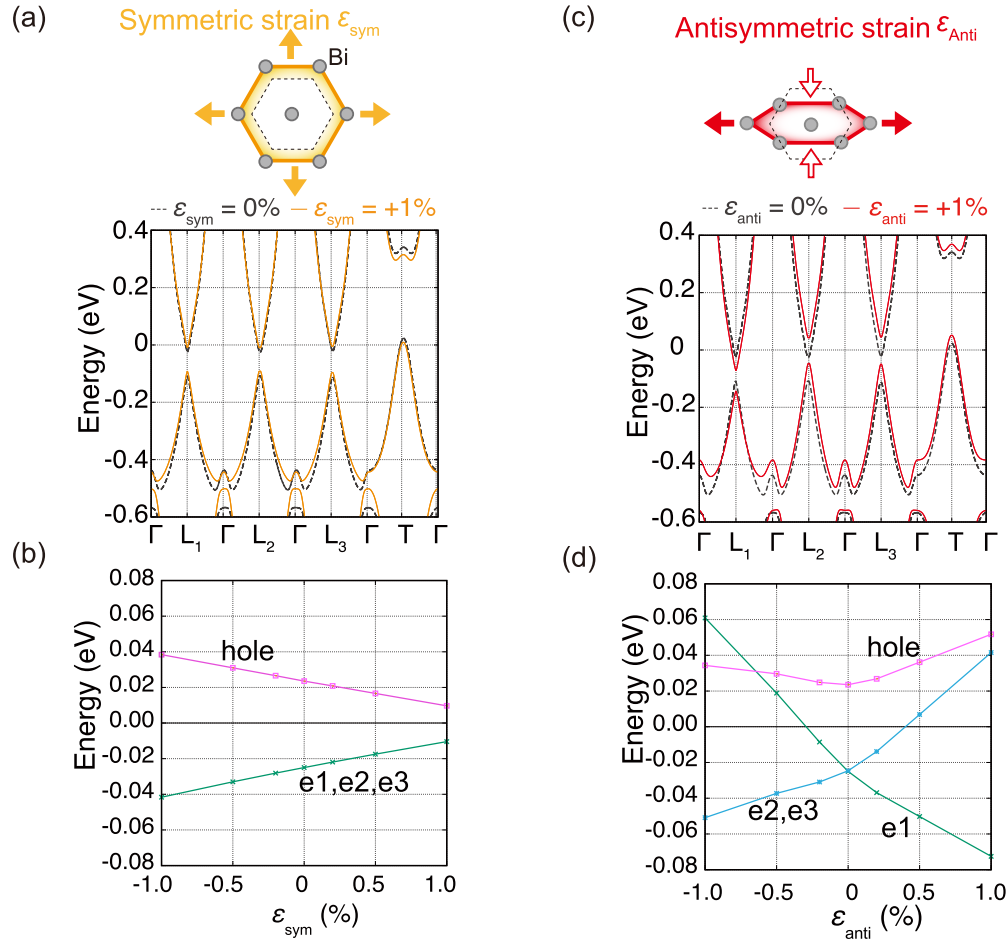 (a)
Symmetric strain εsym
Bi
--- εsym = 0% — εsym = +1%
Energy (eV)
0.4
0.2
0
-0.2
-0.4
-0.6
Γ L1 Γ L2 Γ L3 Γ T Γ
(b)
Energy (eV)
0.08
0.06
0.04
0.02
0.00
-0.02
-0.04
-0.06
-0.08
hole
e1,e2,e3
-1.0 -0.5 0 0.5 1.0
εsym (%)
(c)
Antisymmetric strain εAnti
--- εanti = 0% — εanti = +1%
Energy (eV)
0.4
0.2
0
-0.2
-0.4
-0.6
Γ L1 Γ L2 Γ L3 Γ T Γ
(d)
Energy (eV)
0.08
0.06
0.04
0.02
0.00
-0.02
-0.04
-0.06
-0.08
hole
e2,e3
e1
-1.0 -0.5 0 0.5 1.0
εanti (%)